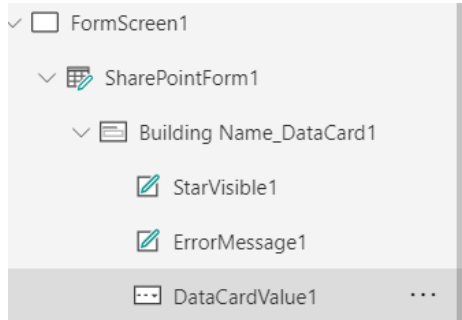 FormScreen1
SharePointForm1
Building Name_DataCard1
StarVisible1
ErrorMessage1
DataCardValue1 ...